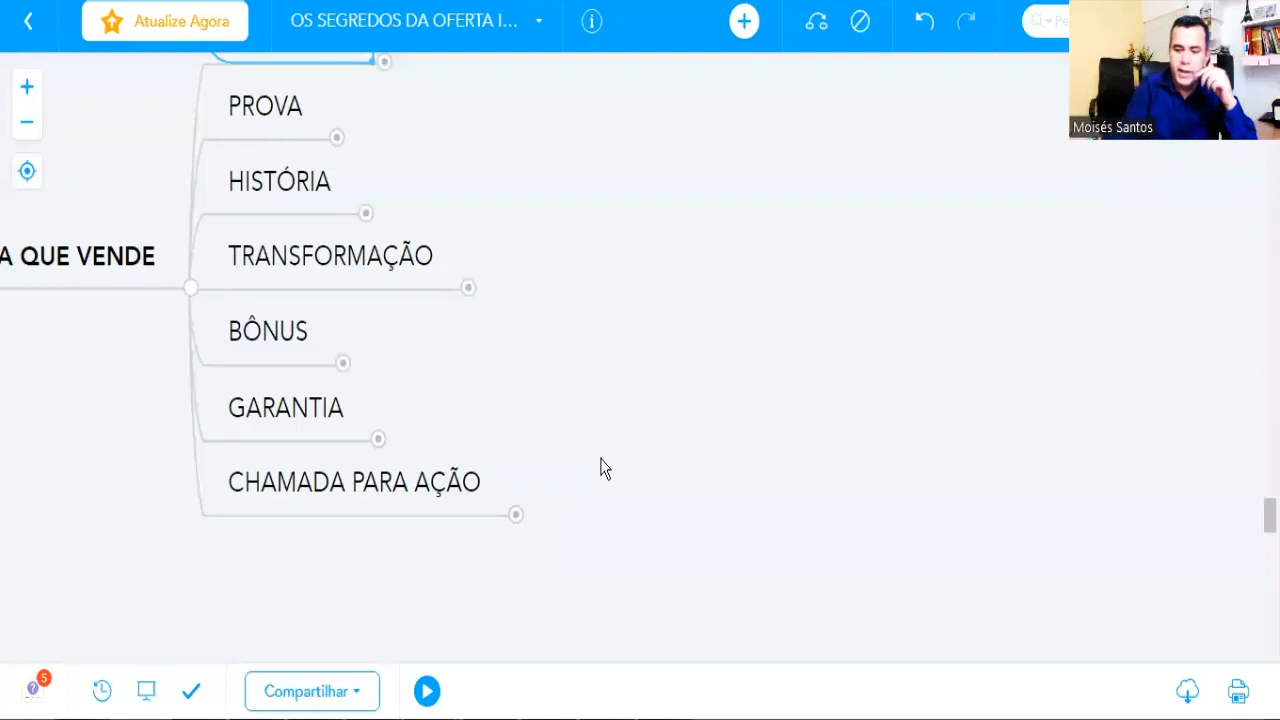 Atualize Agora
OS SEGREDOS DA OFERTA I...
Moisés Santos
PROVA
HISTÓRIA
A QUE VENDE
TRANSFORMAÇÃO
BÔNUS
GARANTIA
CHAMADA PARA AÇÃO
5
Compartilhar